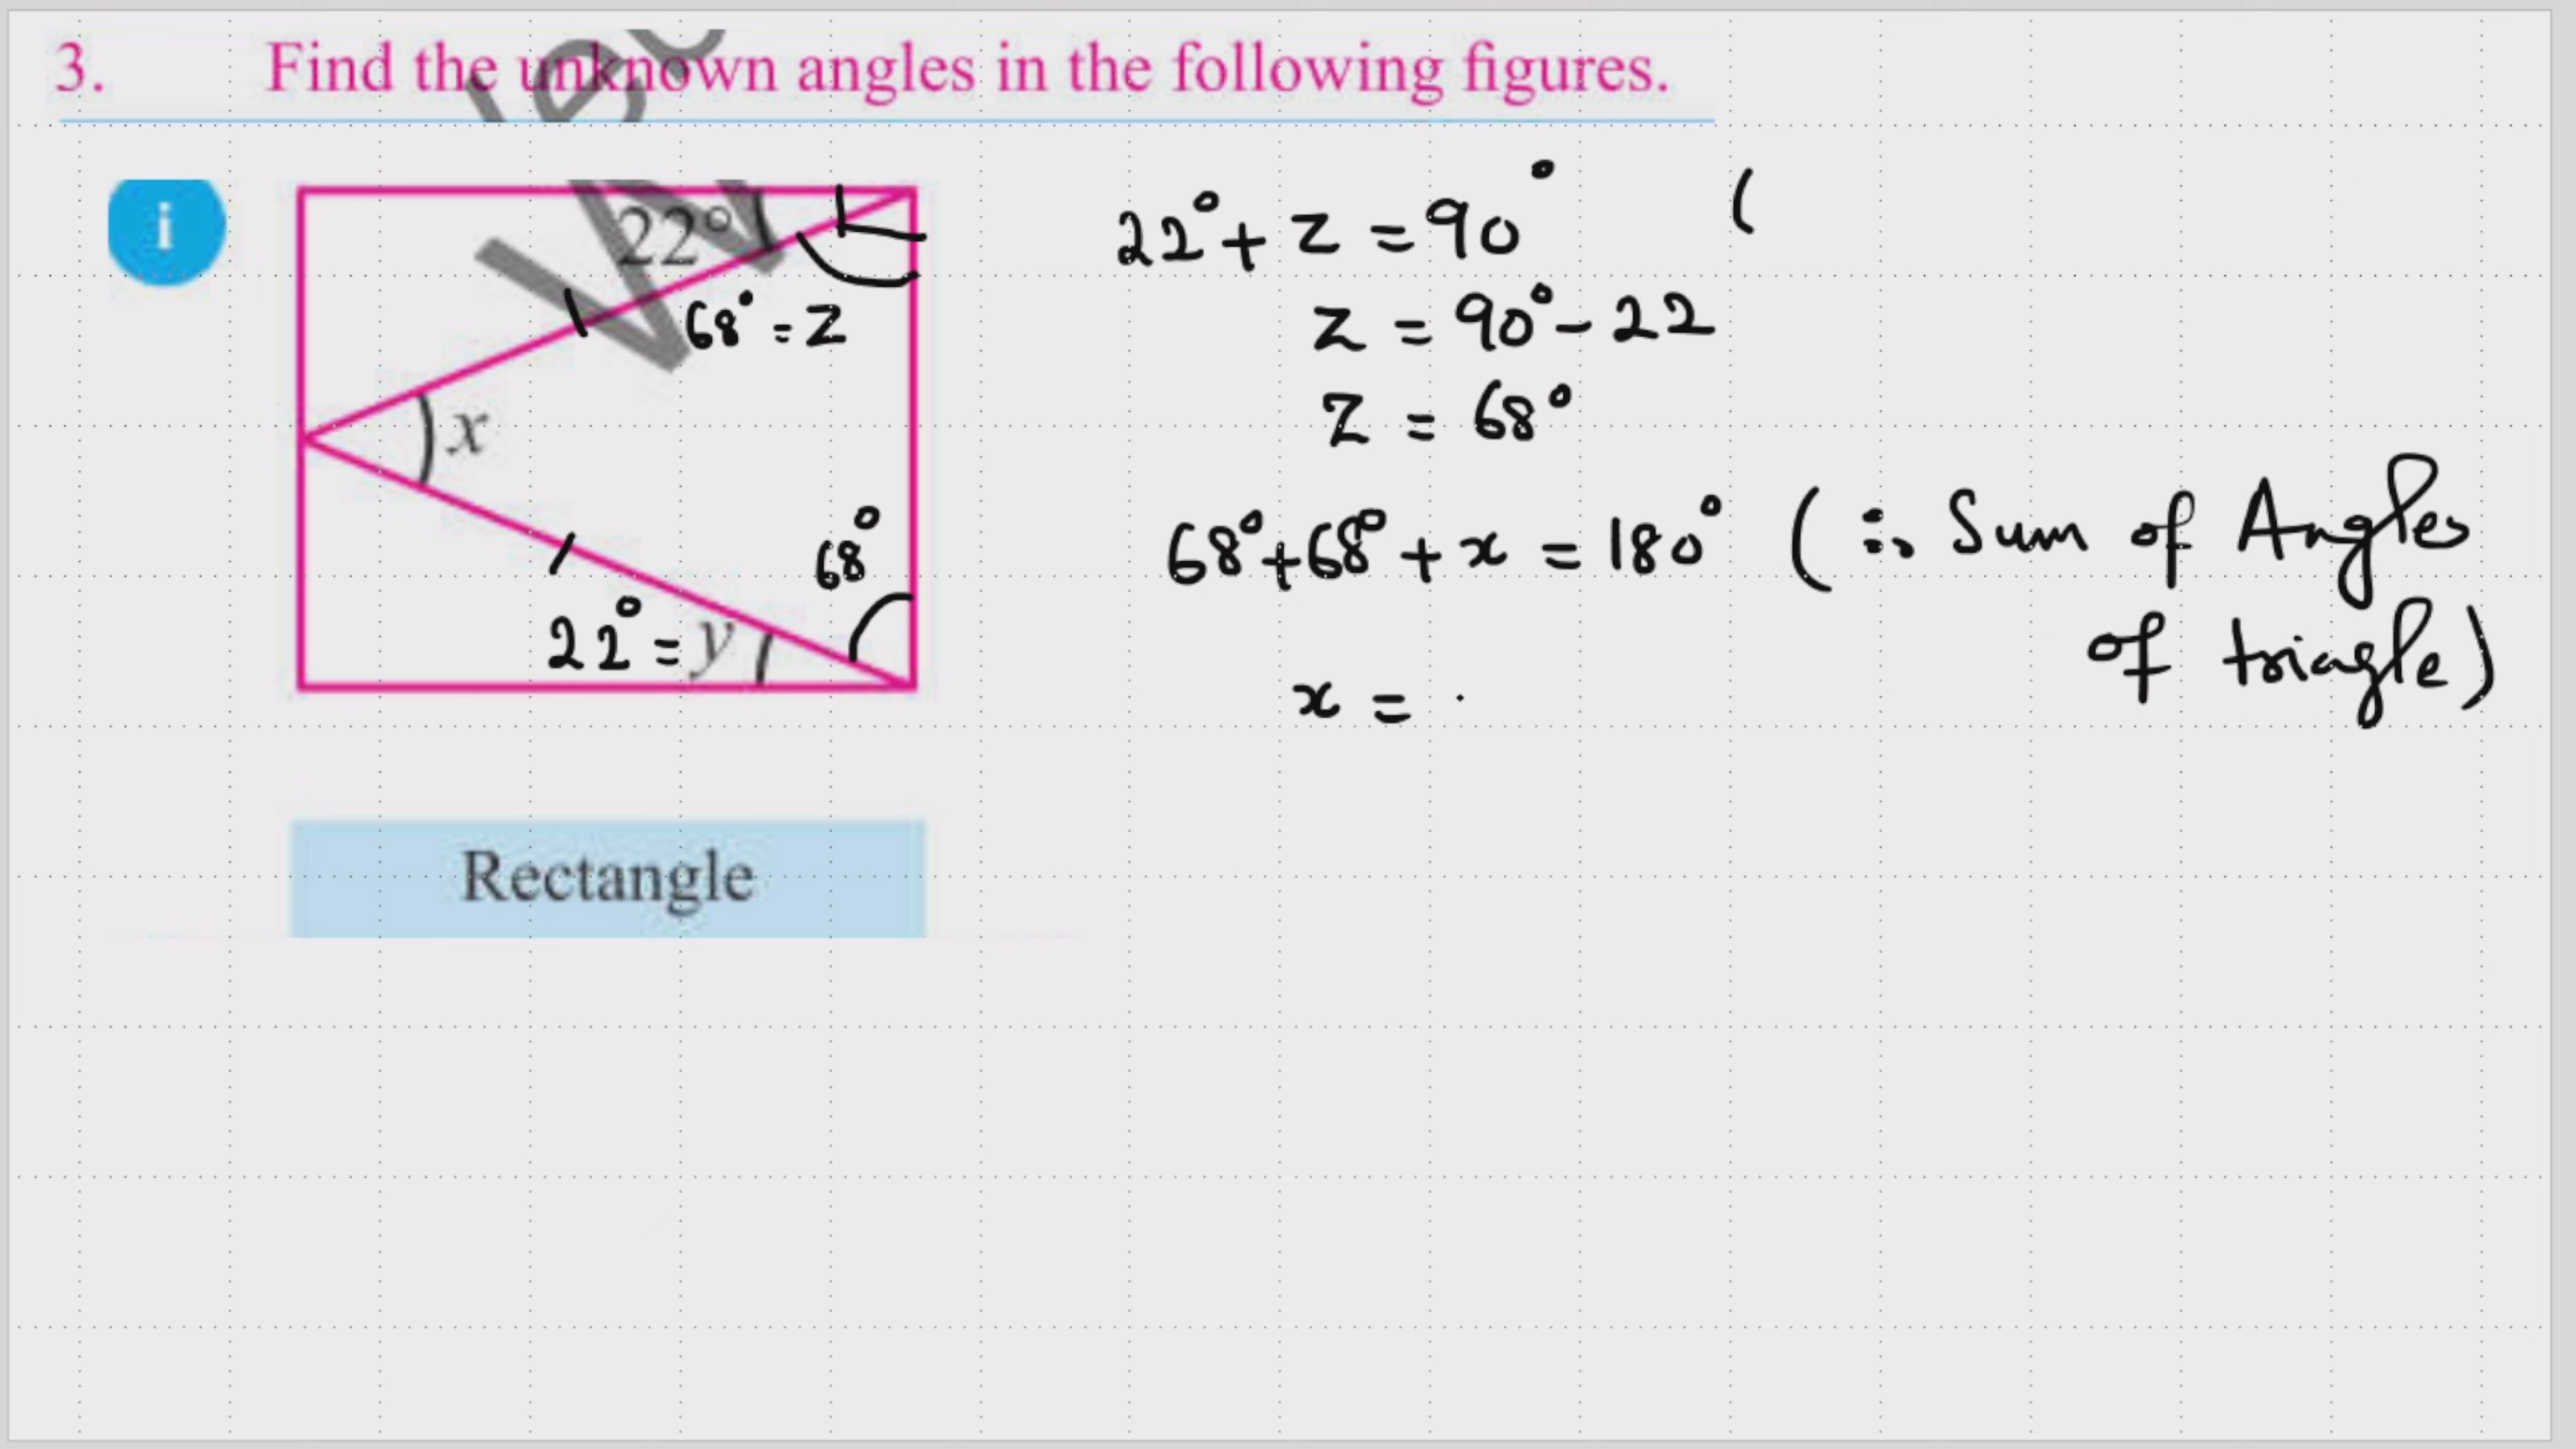 3. Find the unknown angles in the following figures.
i
22°
68° = z
x
68°
22° = y
Rectangle
22° + z = 90° (
z = 90° - 22
z = 68°
68° + 68° + x = 180° (∵ Sum of Angles
of triagle)
x =